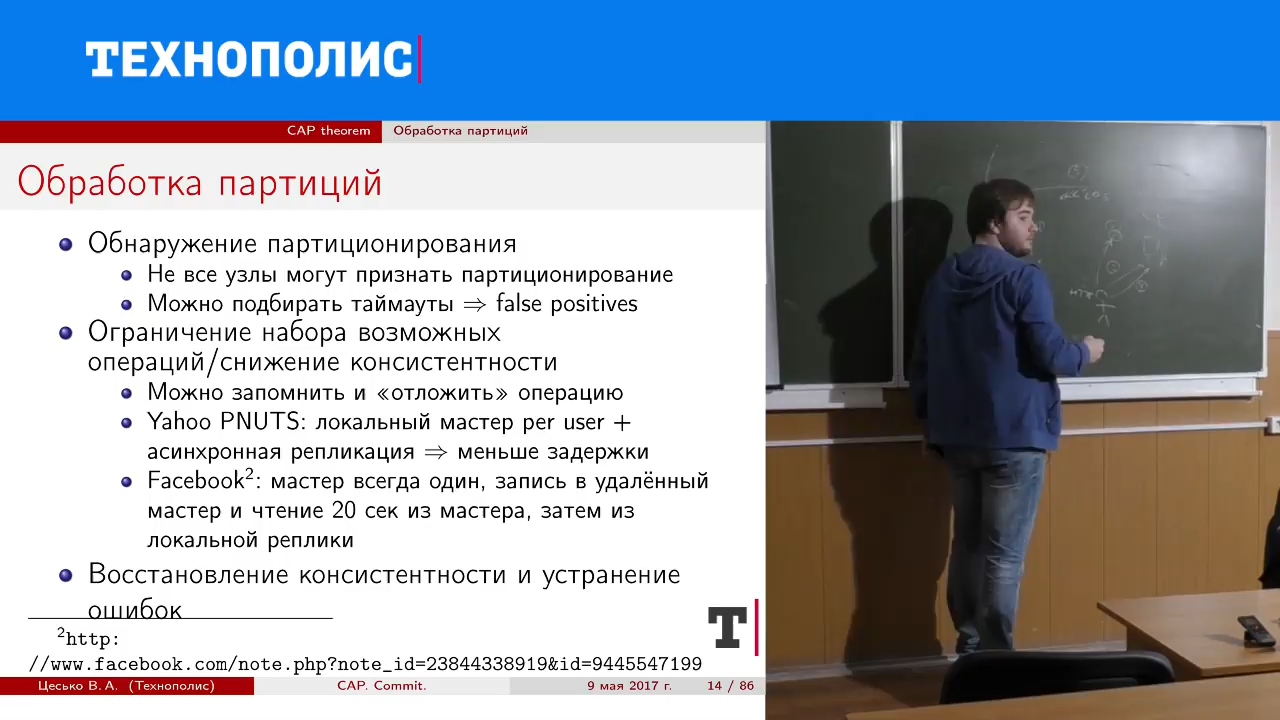 ТЕХНОПОЛИС
CAP theorem
Обработка партиций
Обработка партиций
Обнаружение партиционирования
Не все узлы могут признать партиционирование
Можно подбирать таймауты ⇒ false positives
Ограничение набора возможных
операций/снижение консистентности
Можно запомнить и «отложить» операцию
Yahoo PNUTS: локальный мастер per user +
асинхронная репликация ⇒ меньше задержки
Facebook²: мастер всегда один, запись в удалённый
мастер и чтение 20 сек из мастера, затем из
локальной реплики
Восстановление консистентности и устранение
ошибок
²http:
//www.facebook.com/note.php?note_id=23844338919&id=9445547199
Т
Цесько В. А. (Технополис)
CAP. Commit.
9 мая 2017 г.
14 / 86